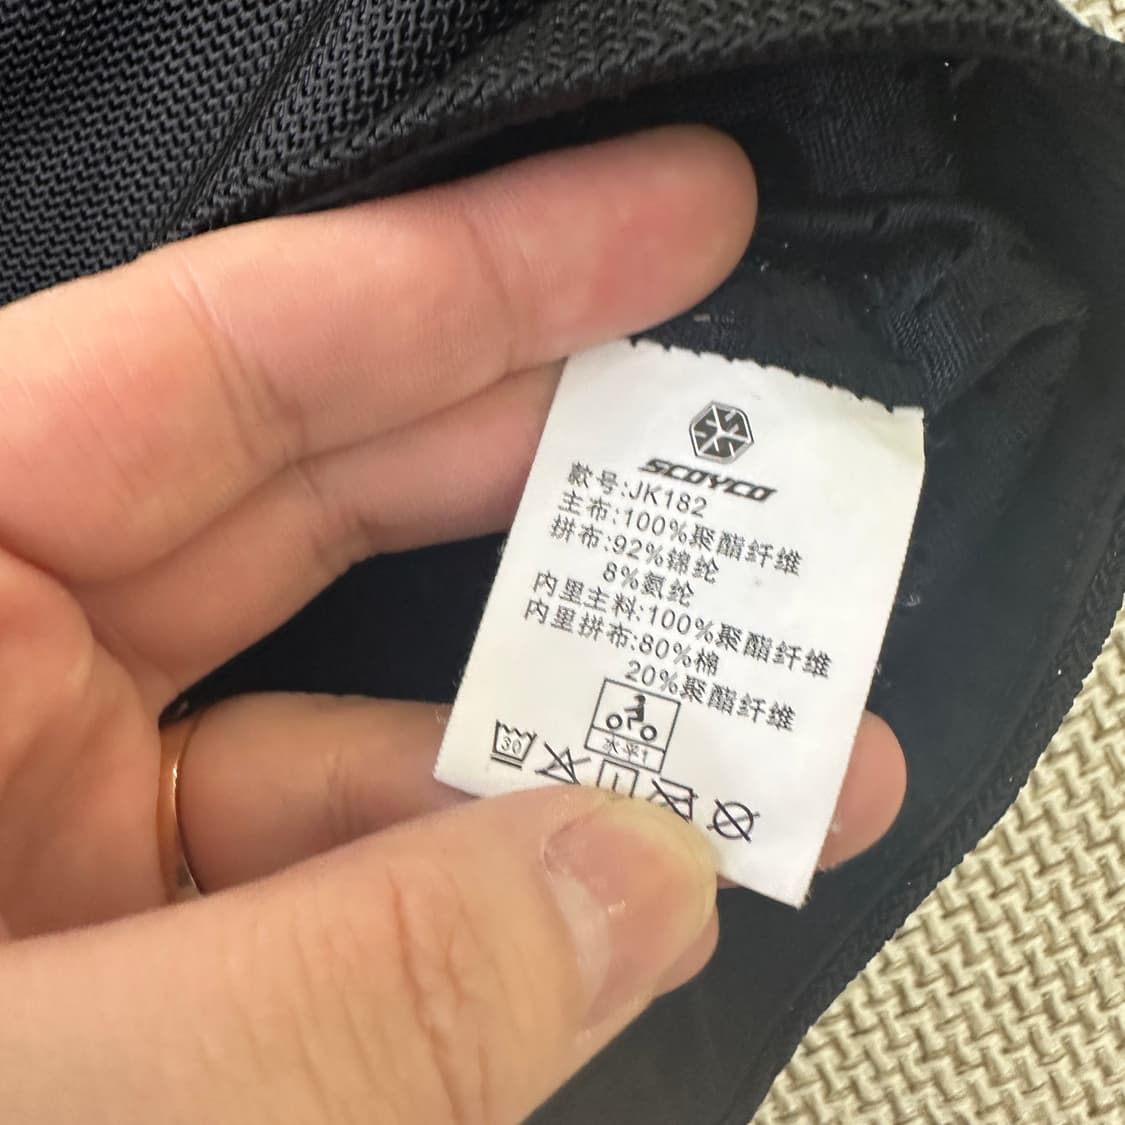 SCOYCO
款号:JK182
主布:100%聚酯纤维
拼布:92%锦纶
8%氨纶
内里主料:100%聚酯纤维
内里拼布:80%棉
20%聚酯纤维
水平1
30